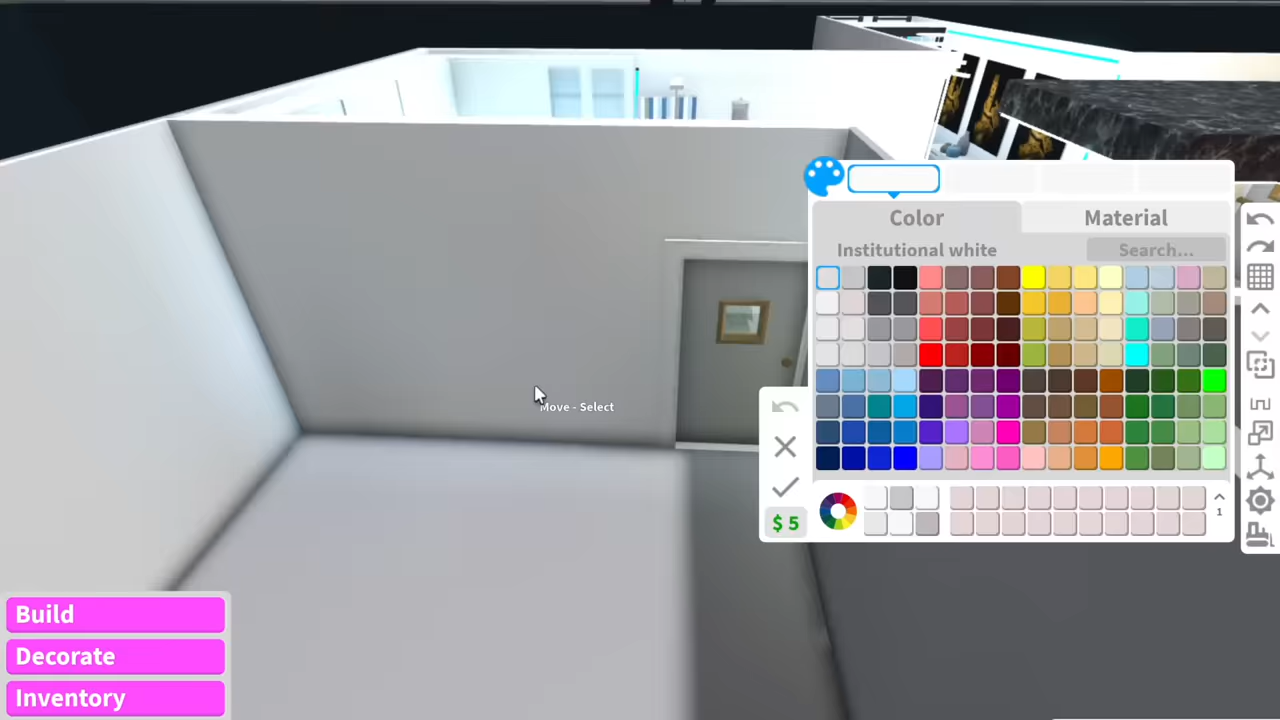 Color
Material
Institutional white
Search...
Move - Select
$ 5
1
Build
Decorate
Inventory